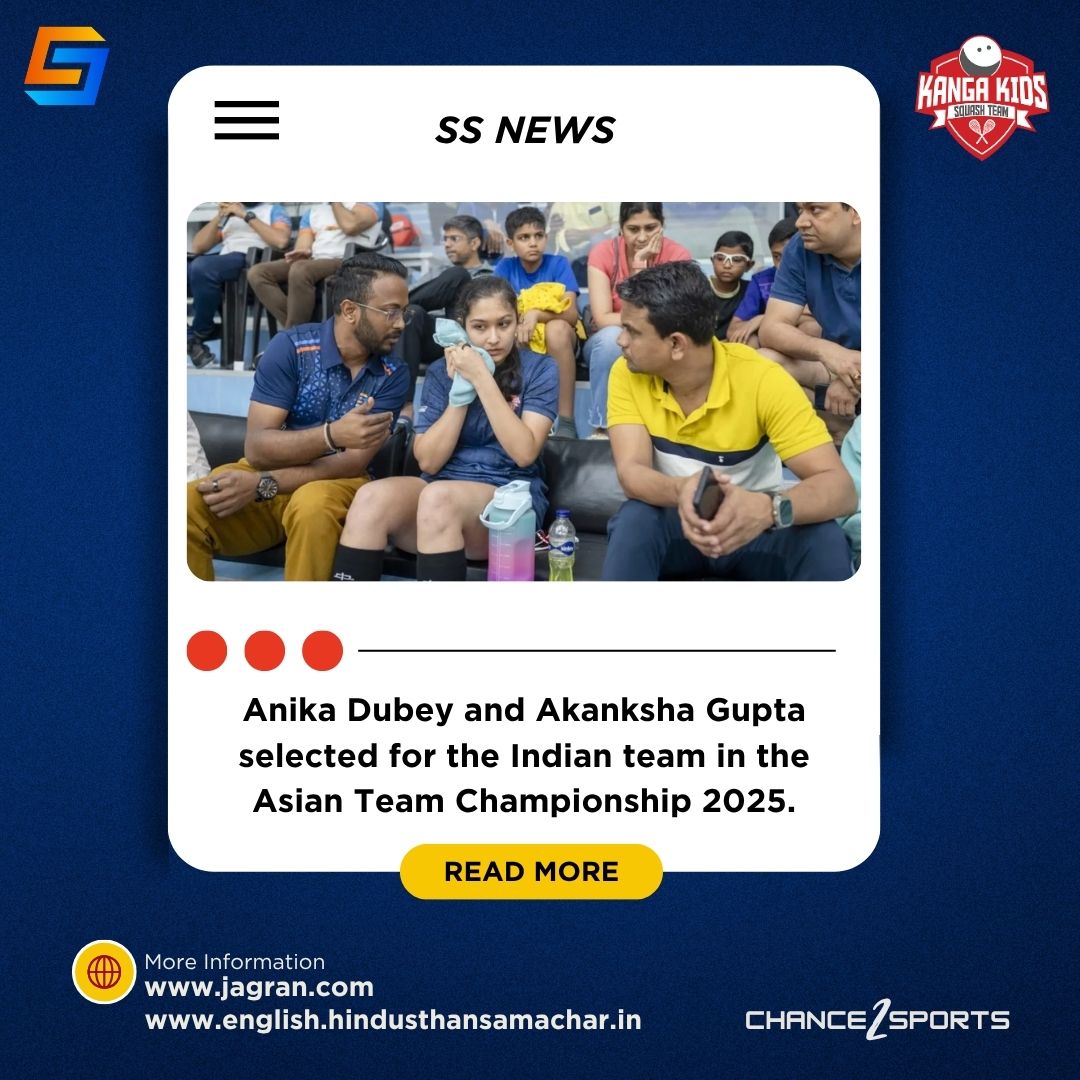 KANGA KIDS
SQUASH TEAM
SS NEWS
Anika Dubey and Akanksha Gupta
selected for the Indian team in the
Asian Team Championship 2025.
READ MORE
More Information
www.jagran.com
www.english.hindusthansamachar.in
CHANCE2SPORTS